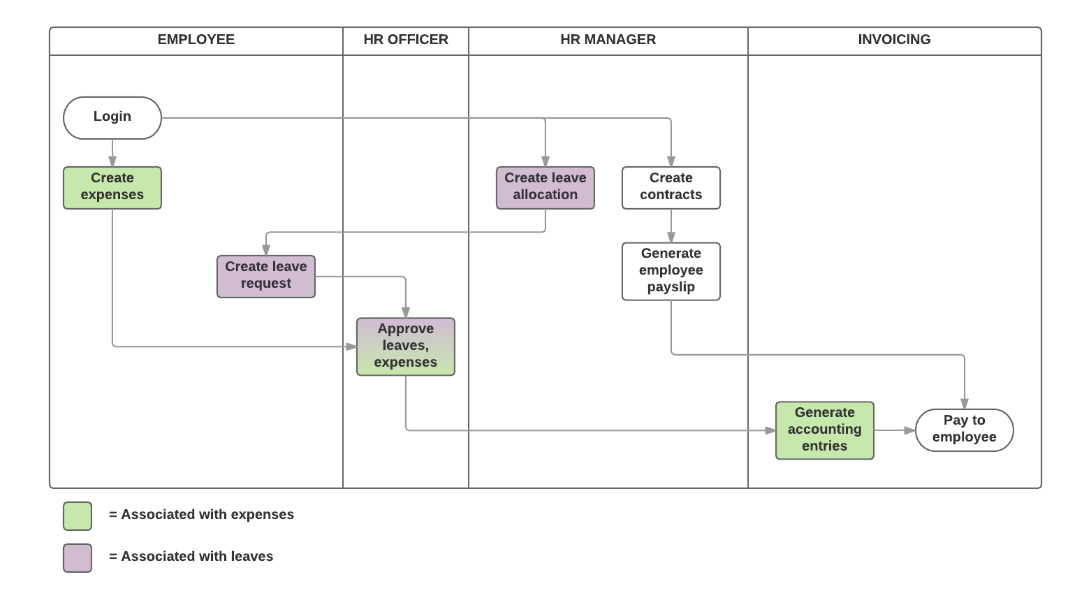 EMPLOYEE
HR OFFICER
HR MANAGER
INVOICING
Login
Create
expenses
Create leave
allocation
Create
contracts
Create leave
request
Generate
employee
payslip
Approve
leaves,
expenses
Generate
accounting
entries
Pay to
employee
= Associated with expenses
= Associated with leaves